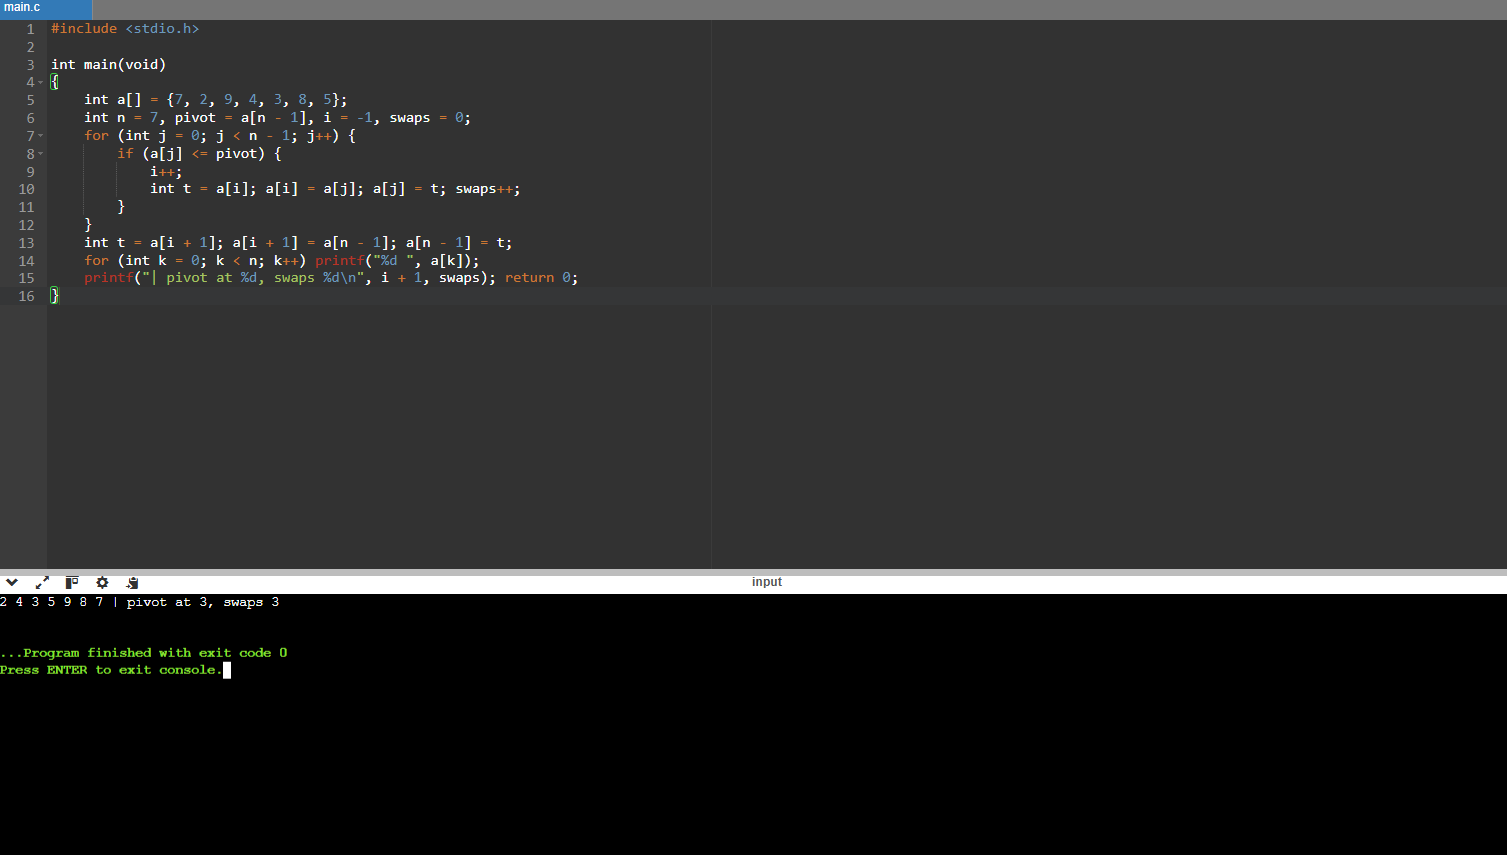 main.c
1 #include <stdio.h>
2
3 int main(void)
4 {
5     int a[] = {7, 2, 9, 4, 3, 8, 5};
6     int n = 7, pivot = a[n - 1], i = -1, swaps = 0;
7     for (int j = 0; j < n - 1; j++) {
8         if (a[j] <= pivot) {
9             i++;
10             int t = a[i]; a[i] = a[j]; a[j] = t; swaps++;
11         }
12     }
13     int t = a[i + 1]; a[i + 1] = a[n - 1]; a[n - 1] = t;
14     for (int k = 0; k < n; k++) printf("%d ", a[k]);
15     printf("| pivot at %d, swaps %d\n", i + 1, swaps); return 0;
16 }
input
2 4 3 5 9 8 7 | pivot at 3, swaps 3
...Program finished with exit code 0
Press ENTER to exit console.